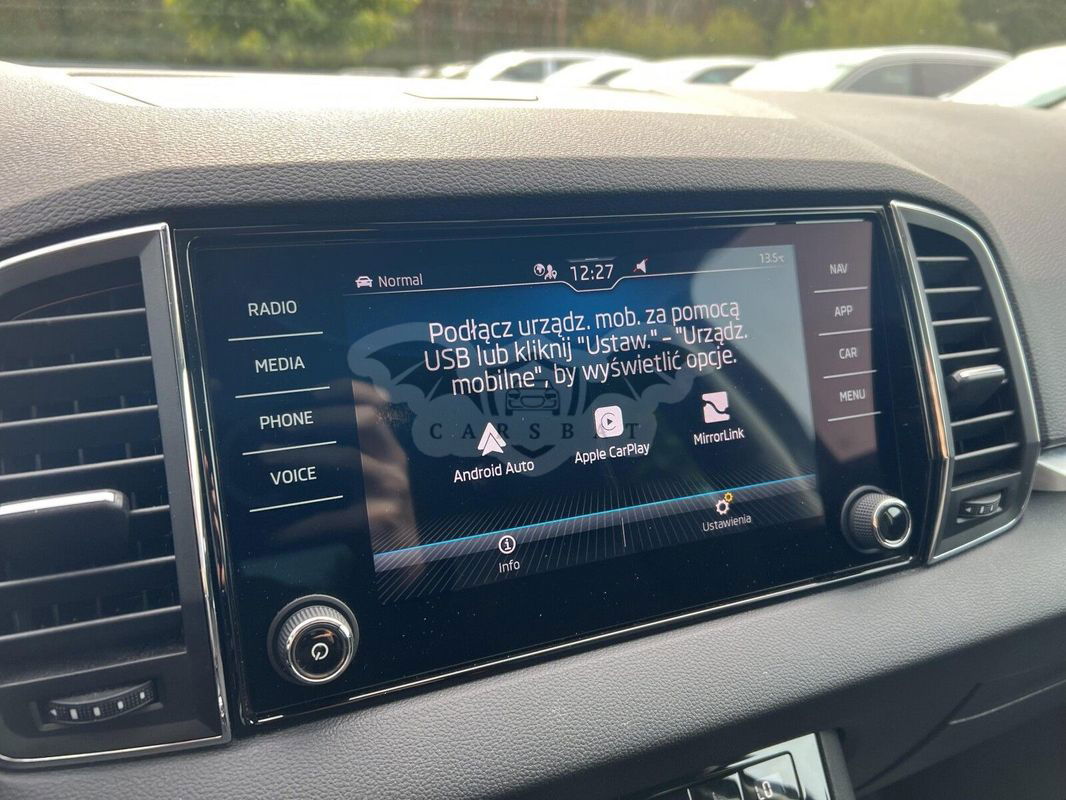 Normal
12:27
13.5°C
RADIO
MEDIA
PHONE
VOICE
NAV
APP
CAR
MENU
Podłącz urządz. mob. za pomocą
USB lub kliknij "Ustaw." - "Urządz.
mobilne", by wyświetlić opcje.
CARSBAT
Android Auto
Apple CarPlay
MirrorLink
Info
Ustawienia
LO